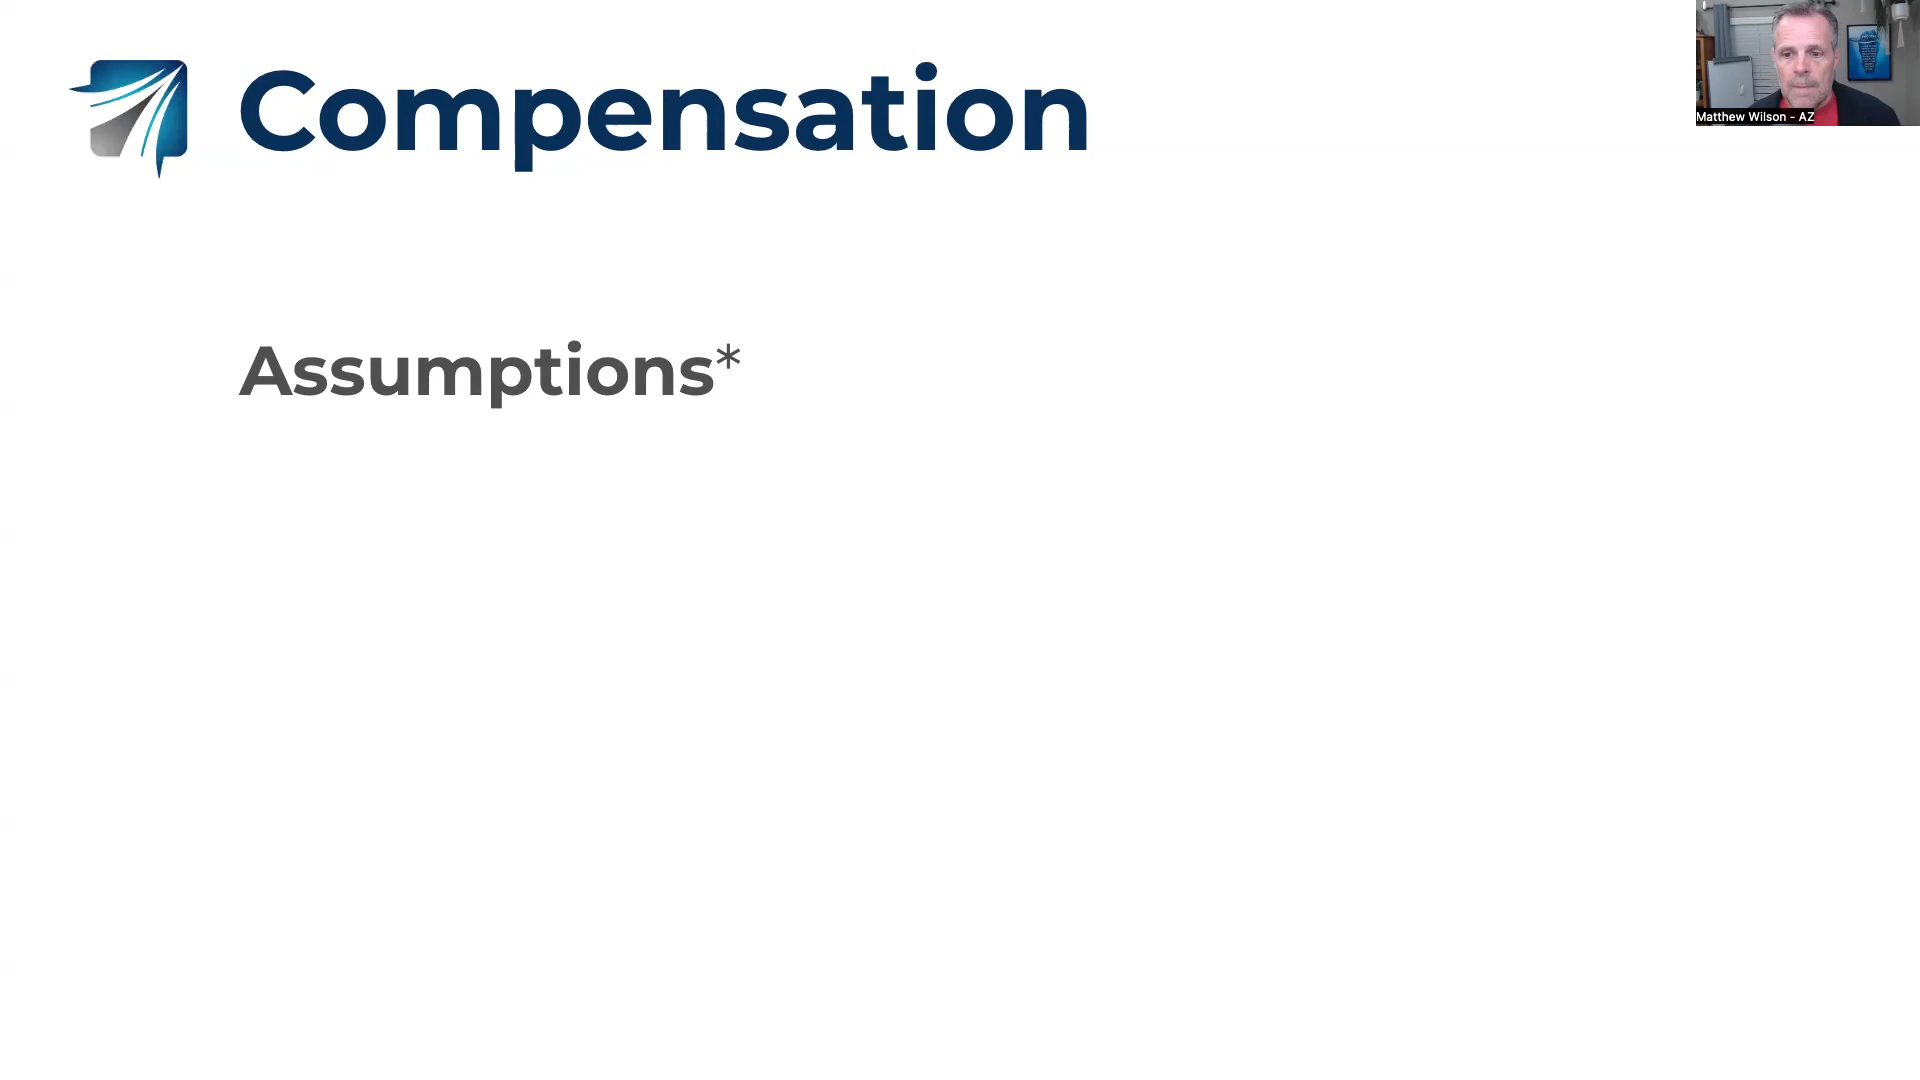 Compensation
Matthew Wilson - AZ
Assumptions*